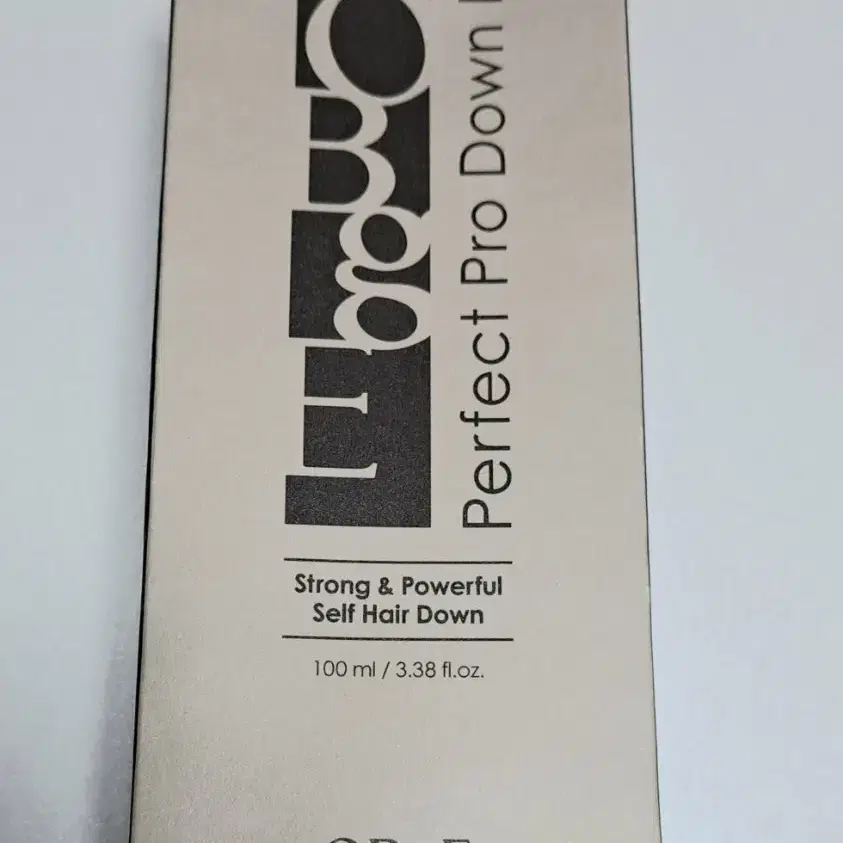 Perfect Pro Down
Strong & Powerful
Self Hair Down
100 ml / 3.38 fl.oz.